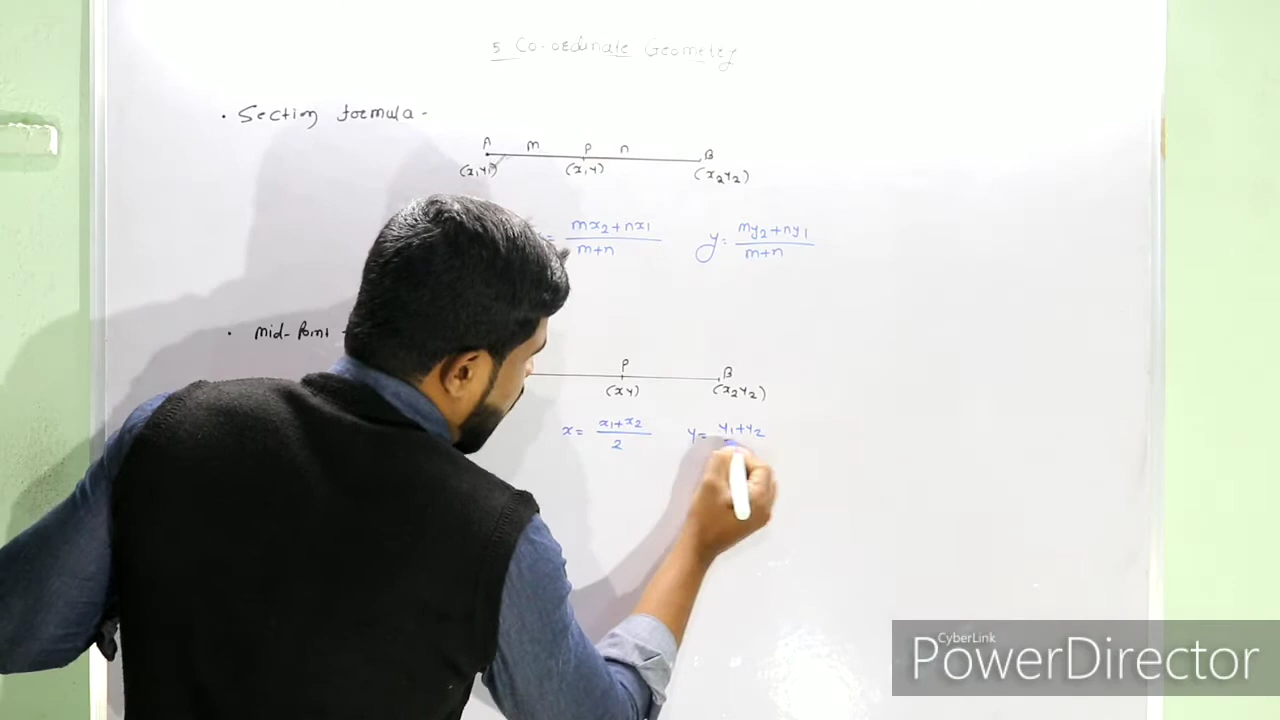 5 Co-ordinate Geometry
• Section formula -
A m P n B
(x1y1) (x,y) (x2y2)
= mx2+nx1 / m+n y= my2+ny1 / m+n
• mid-point -
P B
(xy) (x2y2)
x= x1+x2 / 2 y= y1+y2
CyberLink
PowerDirector